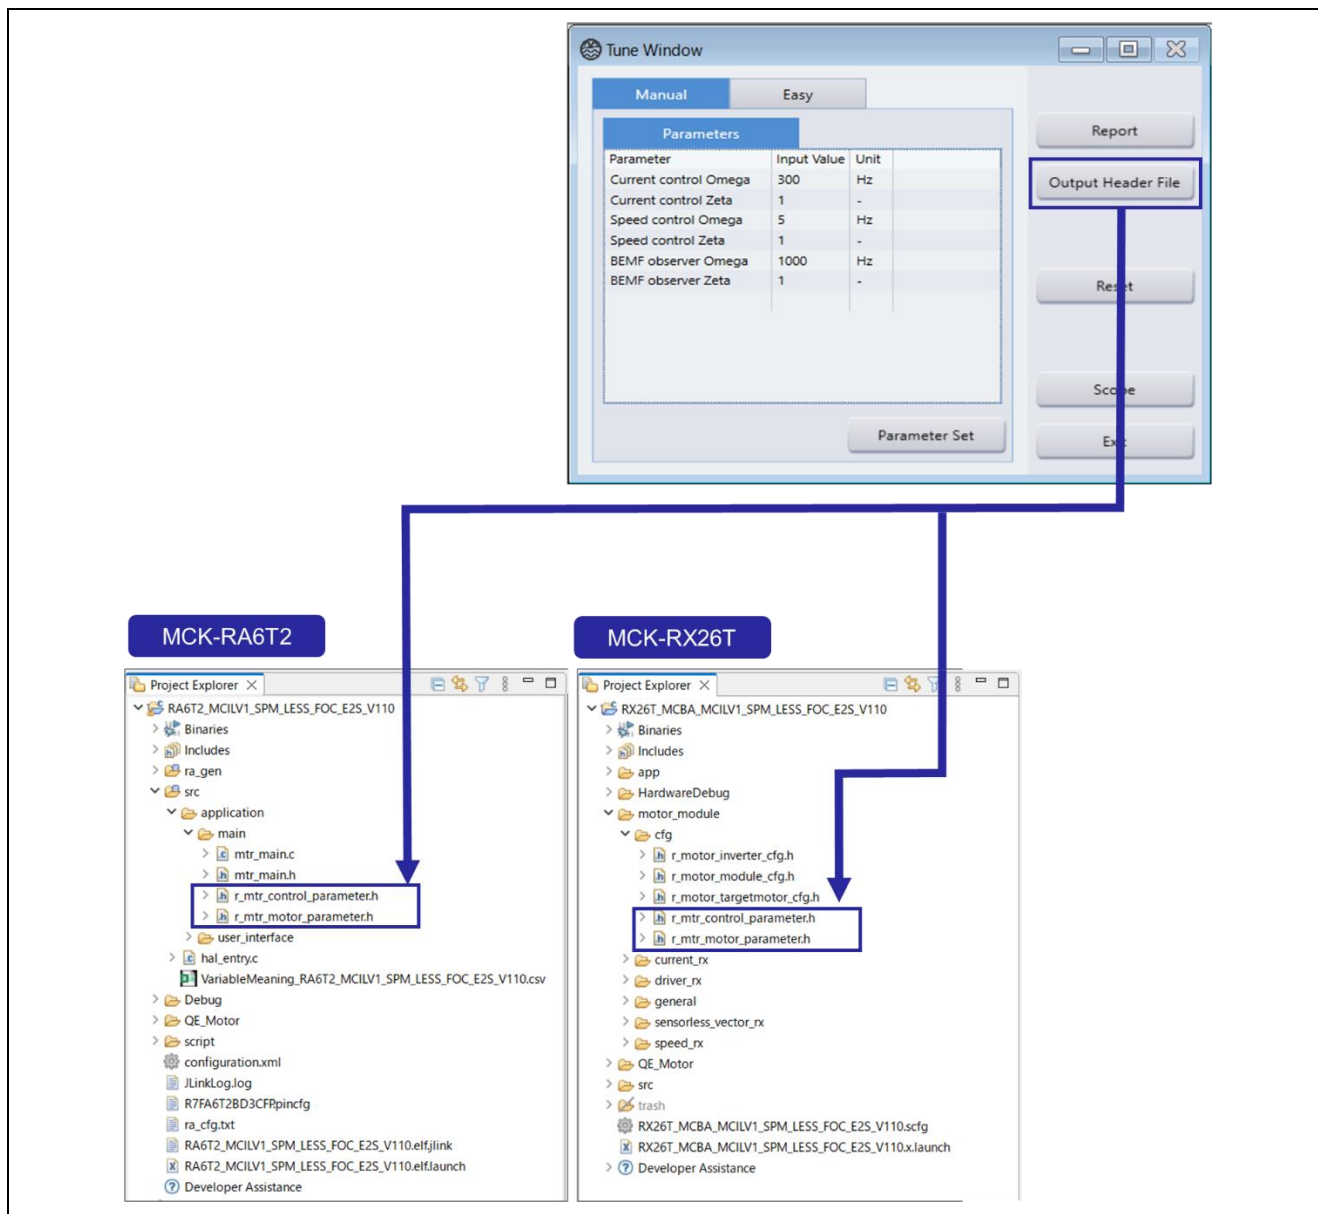 Tune Window
Manual Easy
Parameters
Parameter Input Value Unit
Current control Omega 300 Hz
Current control Zeta 1 -
Speed control Omega 5 Hz
Speed control Zeta 1 -
BEMF observer Omega 1000 Hz
BEMF observer Zeta 1 -
Parameter Set
Report
Output Header File
Reset
Scope
Exit
MCK-RA6T2
Project Explorer
RA6T2_MCILV1_SPM_LESS_FOC_E2S_V110
Binaries
Includes
ra_gen
src
application
main
mtr_main.c
mtr_main.h
r_mtr_control_parameter.h
r_mtr_motor_parameter.h
user_interface
hal_entry.c
VariableMeaning_RA6T2_MCILV1_SPM_LESS_FOC_E2S_V110.csv
Debug
QE_Motor
script
configuration.xml
JLinkLog.log
R7FA6T2BD3CFP.pincfg
ra_cfg.txt
RA6T2_MCILV1_SPM_LESS_FOC_E2S_V110.elf.jlink
RA6T2_MCILV1_SPM_LESS_FOC_E2S_V110.elf.launch
Developer Assistance
MCK-RX26T
Project Explorer
RX26T_MCBA_MCILV1_SPM_LESS_FOC_E2S_V110
Binaries
Includes
app
HardwareDebug
motor_module
cfg
r_motor_inverter_cfg.h
r_motor_module_cfg.h
r_motor_targetmotor_cfg.h
r_mtr_control_parameter.h
r_mtr_motor_parameter.h
current_rx
driver_rx
general
sensorless_vector_rx
speed_rx
QE_Motor
src
trash
RX26T_MCBA_MCILV1_SPM_LESS_FOC_E2S_V110.scfg
RX26T_MCBA_MCILV1_SPM_LESS_FOC_E2S_V110.x.launch
Developer Assistance